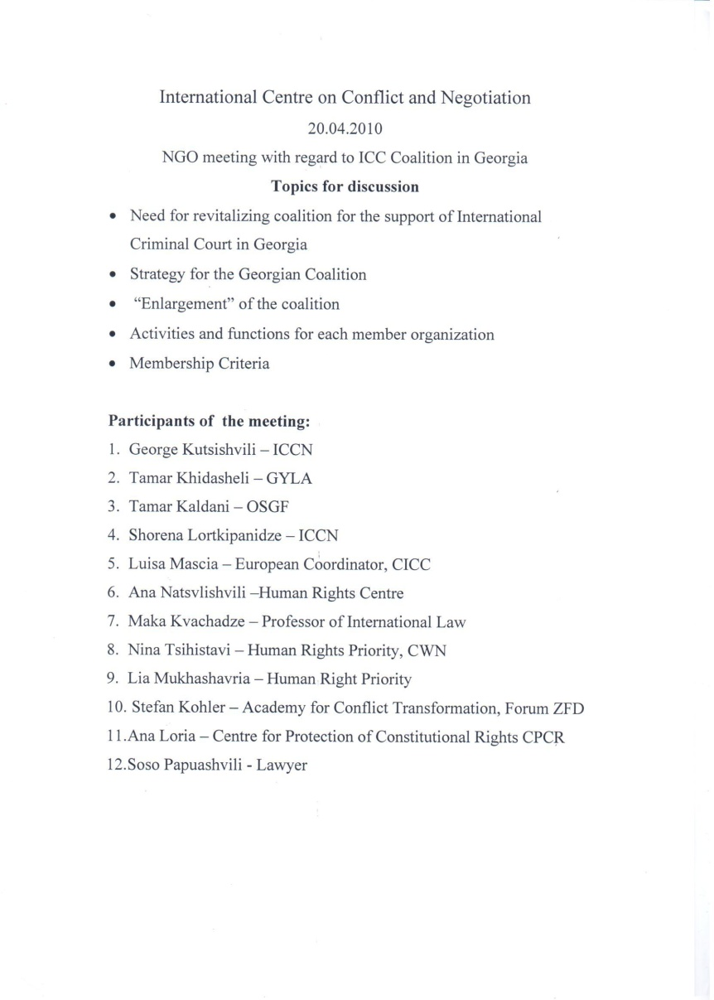 International Centre on Conflict and Negotiation
20.04.2010
NGO meeting with regard to ICC Coalition in Georgia
Topics for discussion
• Need for revitalizing coalition for the support of International
Criminal Court in Georgia
• Strategy for the Georgian Coalition
• “Enlargement” of the coalition
• Activities and functions for each member organization
• Membership Criteria
Participants of the meeting:
1. George Kutsishvili – ICCN
2. Tamar Khidasheli – GYLA
3. Tamar Kaldani – OSGF
4. Shorena Lortkipanidze – ICCN
5. Luisa Mascia – European Coordinator, CICC
6. Ana Natsvlishvili –Human Rights Centre
7. Maka Kvachadze – Professor of International Law
8. Nina Tsihistavi – Human Rights Priority, CWN
9. Lia Mukhashavria – Human Right Priority
10. Stefan Kohler – Academy for Conflict Transformation, Forum ZFD
11.Ana Loria – Centre for Protection of Constitutional Rights CPCR
12.Soso Papuashvili - Lawyer